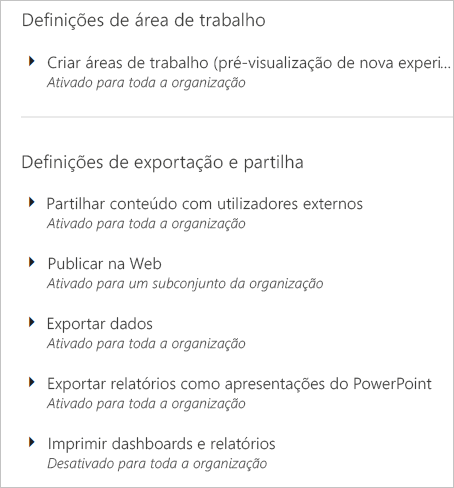 Definições de área de trabalho
Criar áreas de trabalho (pré-visualização de nova experi...
Ativado para toda a organização
Definições de exportação e partilha
Partilhar conteúdo com utilizadores externos
Ativado para toda a organização
Publicar na Web
Ativado para um subconjunto da organização
Exportar dados
Ativado para toda a organização
Exportar relatórios como apresentações do PowerPoint
Ativado para toda a organização
Imprimir dashboards e relatórios
Desativado para toda a organização